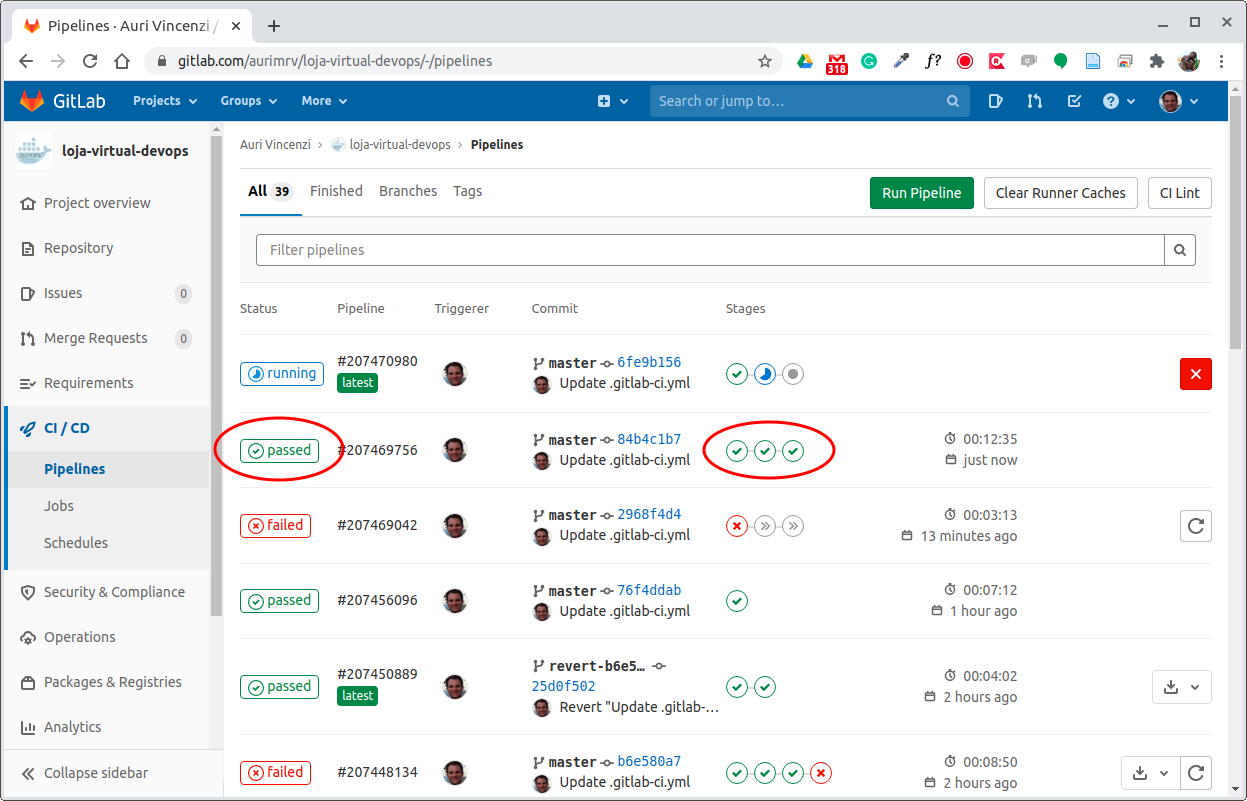 Pipelines · Auri Vincenzi /
gitlab.com/aurimrv/loja-virtual-devops/-/pipelines
f?
318
GitLab Projects Groups More Search or jump to…
loja-virtual-devops
Auri Vincenzi › loja-virtual-devops › Pipelines
All 39 Finished Branches Tags
Run Pipeline Clear Runner Caches CI Lint
Filter pipelines
Project overview
Repository
Issues 0
Merge Requests 0
Requirements
CI / CD
Pipelines
Jobs
Schedules
Security & Compliance
Operations
Packages & Registries
Analytics
Collapse sidebar
Status Pipeline Triggerer Commit Stages
running #207470980 latest master 6fe9b156
Update .gitlab-ci.yml
passed #207469756 master 84b4c1b7 00:12:35
Update .gitlab-ci.yml just now
failed #207469042 master 2968f4d4 00:03:13
Update .gitlab-ci.yml 13 minutes ago
passed #207456096 master 76f4ddab 00:07:12
Update .gitlab-ci.yml 1 hour ago
passed #207450889 latest revert-b6e5… 00:04:02
25d0f502
Revert "Update .gitlab-… 2 hours ago
failed #207448134 master b6e580a7 00:08:50
Update .gitlab-ci.yml 2 hours ago